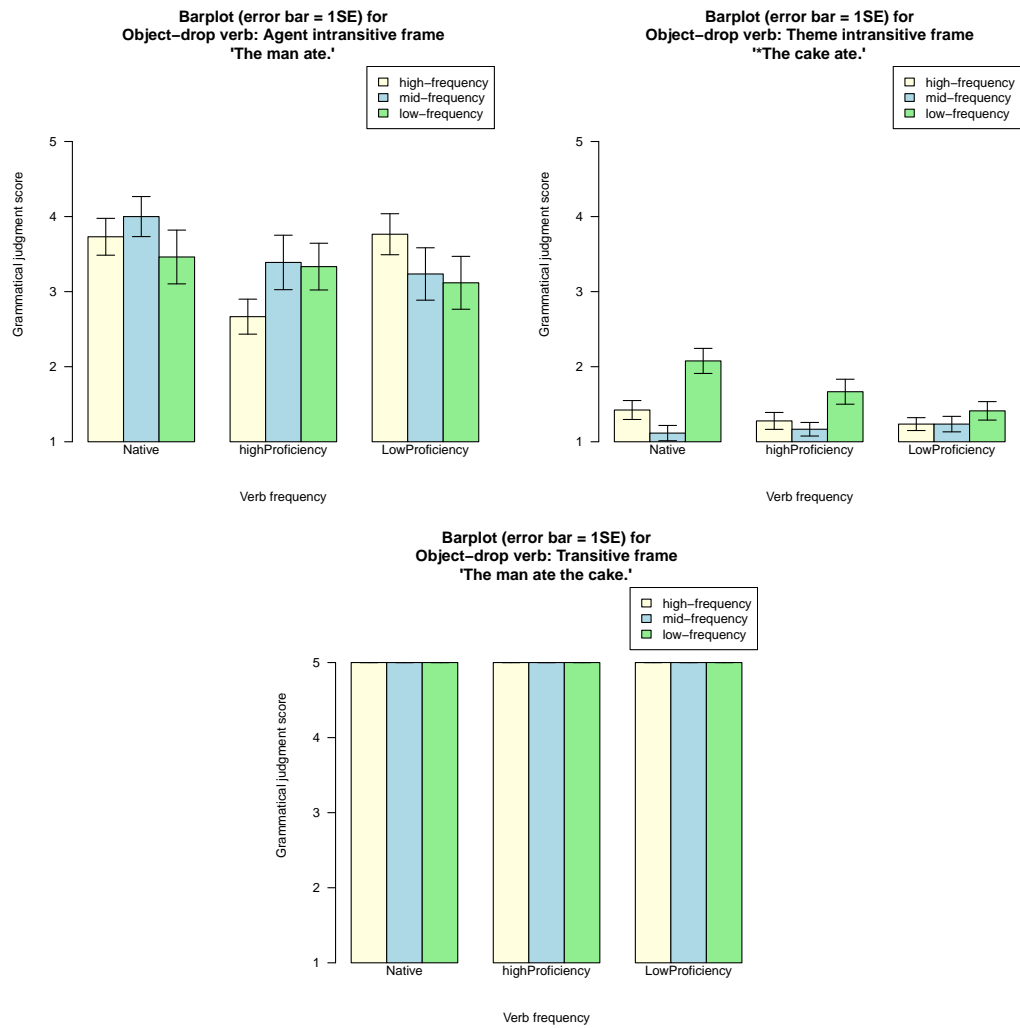 Barplot (error bar = 1SE) for
Object−drop verb: Agent intransitive frame
'The man ate.'
high−frequency
mid−frequency
low−frequency
5
4
3
2
1
Grammatical judgment score
Native
highProficiency
LowProficiency
Verb frequency
Barplot (error bar = 1SE) for
Object−drop verb: Theme intransitive frame
'*The cake ate.'
high−frequency
mid−frequency
low−frequency
5
4
3
2
1
Grammatical judgment score
Native
highProficiency
LowProficiency
Verb frequency
Barplot (error bar = 1SE) for
Object−drop verb: Transitive frame
'The man ate the cake.'
high−frequency
mid−frequency
low−frequency
5
4
3
2
1
Grammatical judgment score
Native
highProficiency
LowProficiency
Verb frequency